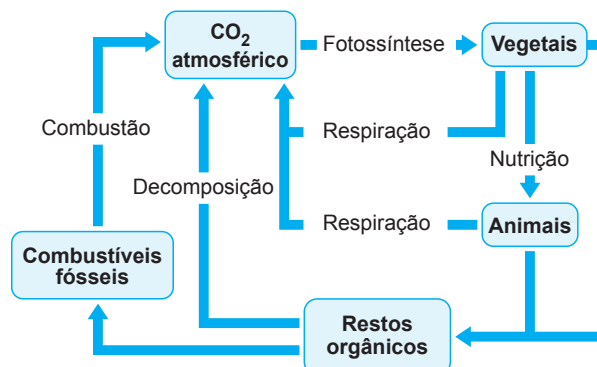 CO2
atmosférico
Fotossíntese
Vegetais
Combustão
Respiração
Nutrição
Decomposição
Respiração
Animais
Combustíveis
fósseis
Restos
orgânicos